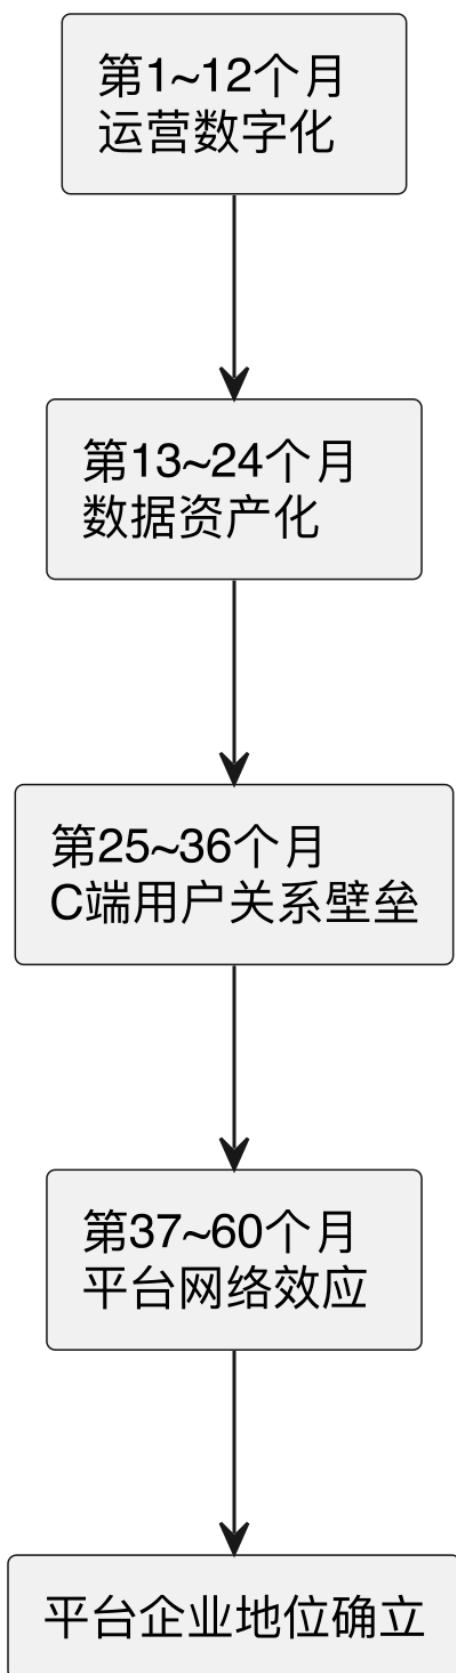 第1~12个月
运营数字化
第13~24个月
数据资产化
第25~36个月
C端用户关系壁垒
第37~60个月
平台网络效应
平台企业地位确立